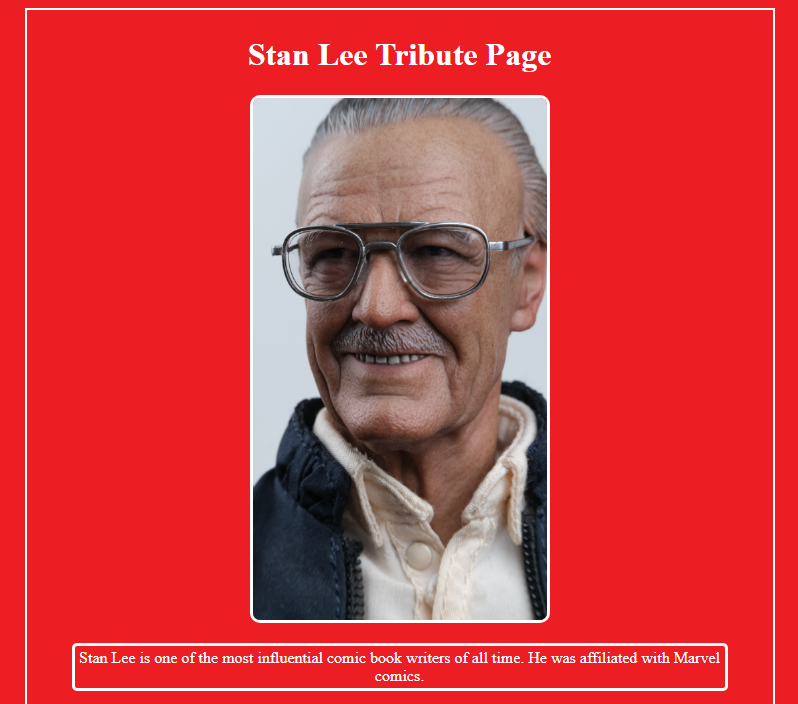 Stan Lee Tribute Page
Stan Lee is one of the most influential comic book writers of all time. He was affiliated with Marvel
comics.